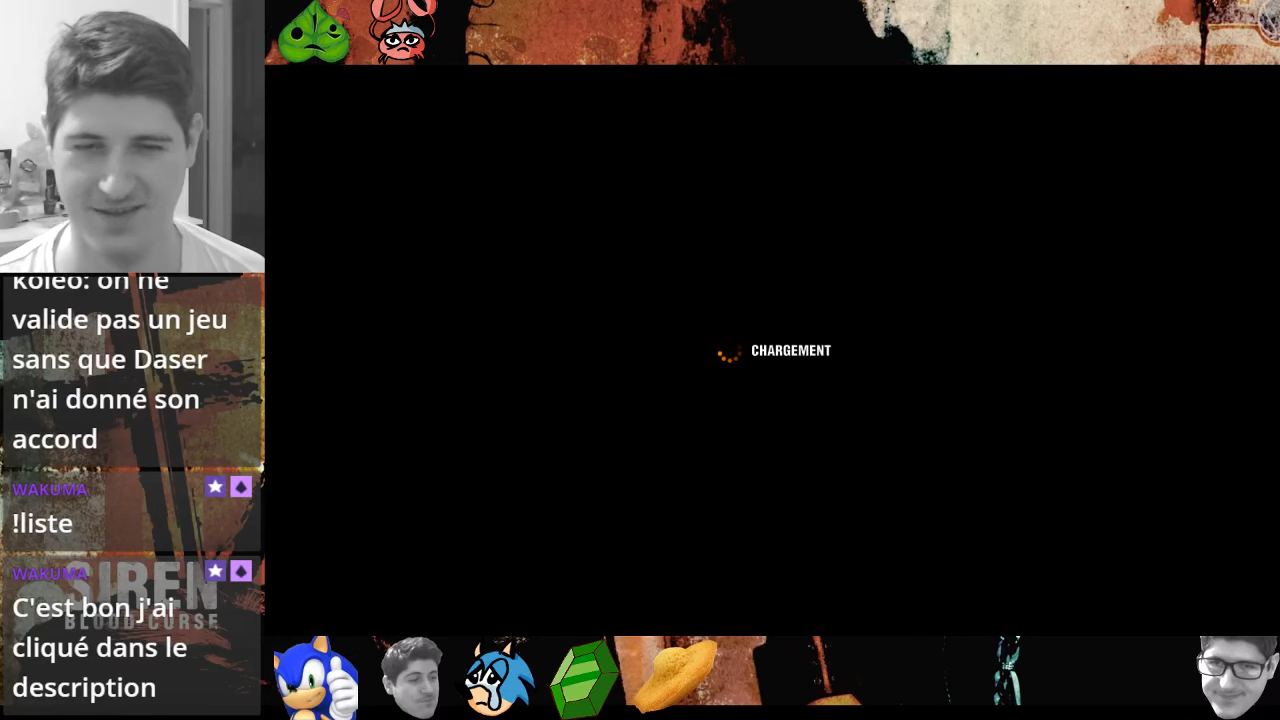 koleo: on ne
valide pas un jeu
sans que Daser
n'ai donné son
accord
WAKUMA
!liste
WAKUMA
C'est bon j'ai
cliqué dans le
description
SIREN
BLOOD CURSE
CHARGEMENT